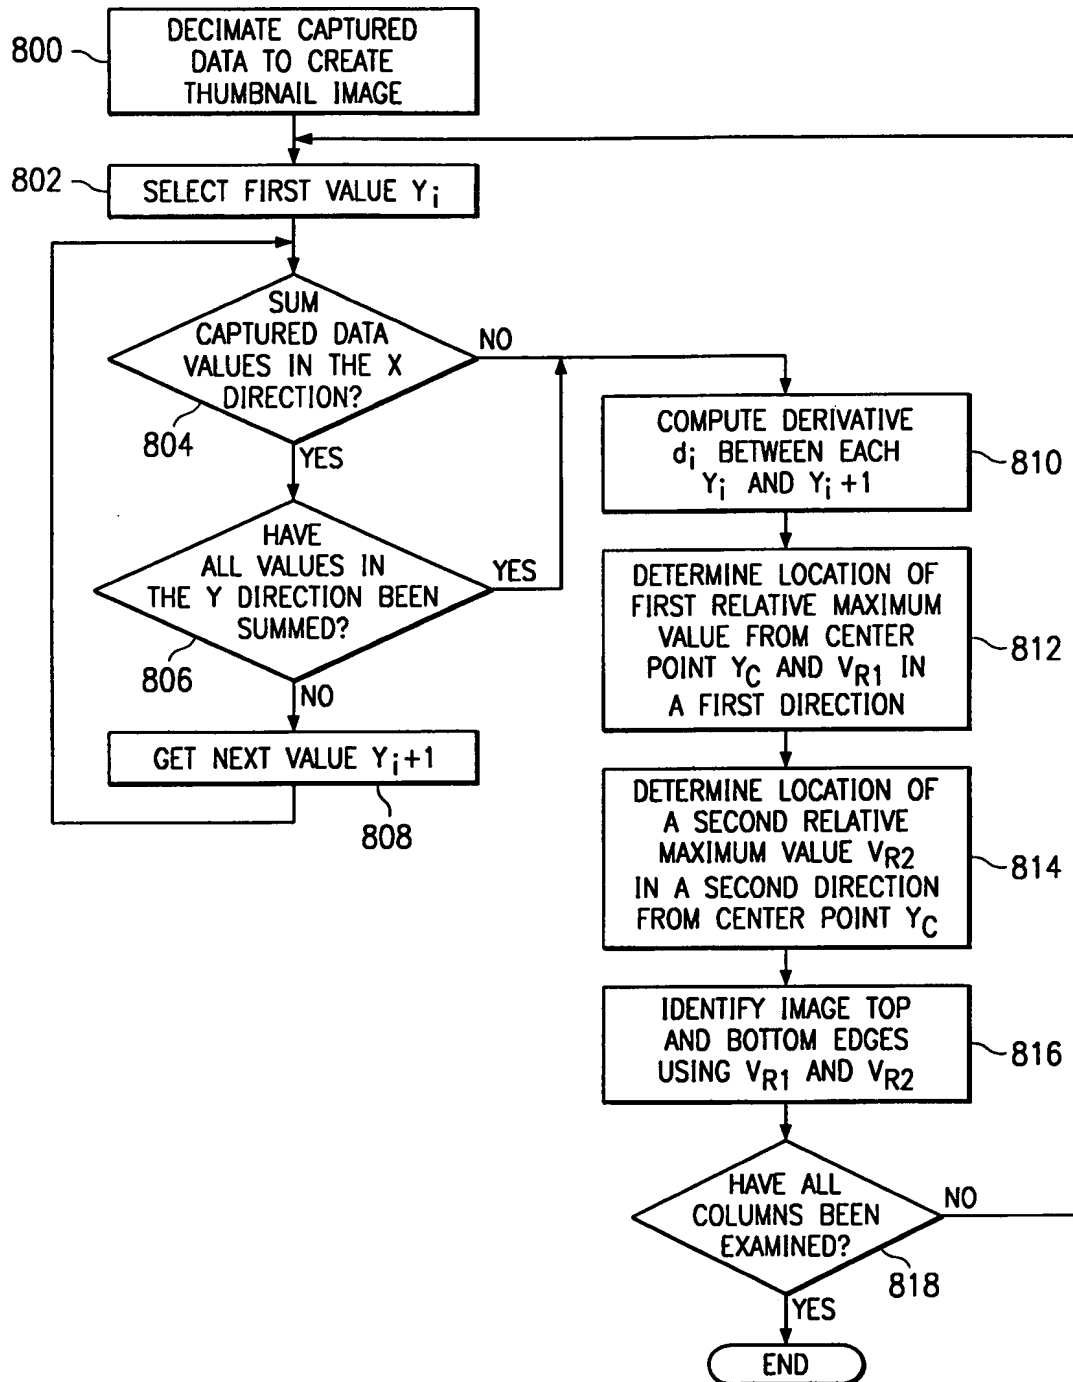 800
DECIMATE CAPTURED
DATA TO CREATE
THUMBNAIL IMAGE
802
SELECT FIRST VALUE Yi
SUM
CAPTURED DATA
VALUES IN THE X
DIRECTION?
804
NO
YES
HAVE
ALL VALUES IN
THE Y DIRECTION BEEN
SUMMED?
806
YES
NO
GET NEXT VALUE Yi+1
808
COMPUTE DERIVATIVE
di BETWEEN EACH
Yi AND Yi+1
810
DETERMINE LOCATION OF
FIRST RELATIVE MAXIMUM
VALUE FROM CENTER
POINT YC AND VR1 IN
A FIRST DIRECTION
812
DETERMINE LOCATION OF
A SECOND RELATIVE
MAXIMUM VALUE VR2
IN A SECOND DIRECTION
FROM CENTER POINT YC
814
IDENTIFY IMAGE TOP
AND BOTTOM EDGES
USING VR1 AND VR2
816
HAVE ALL
COLUMNS BEEN
EXAMINED?
818
NO
YES
END